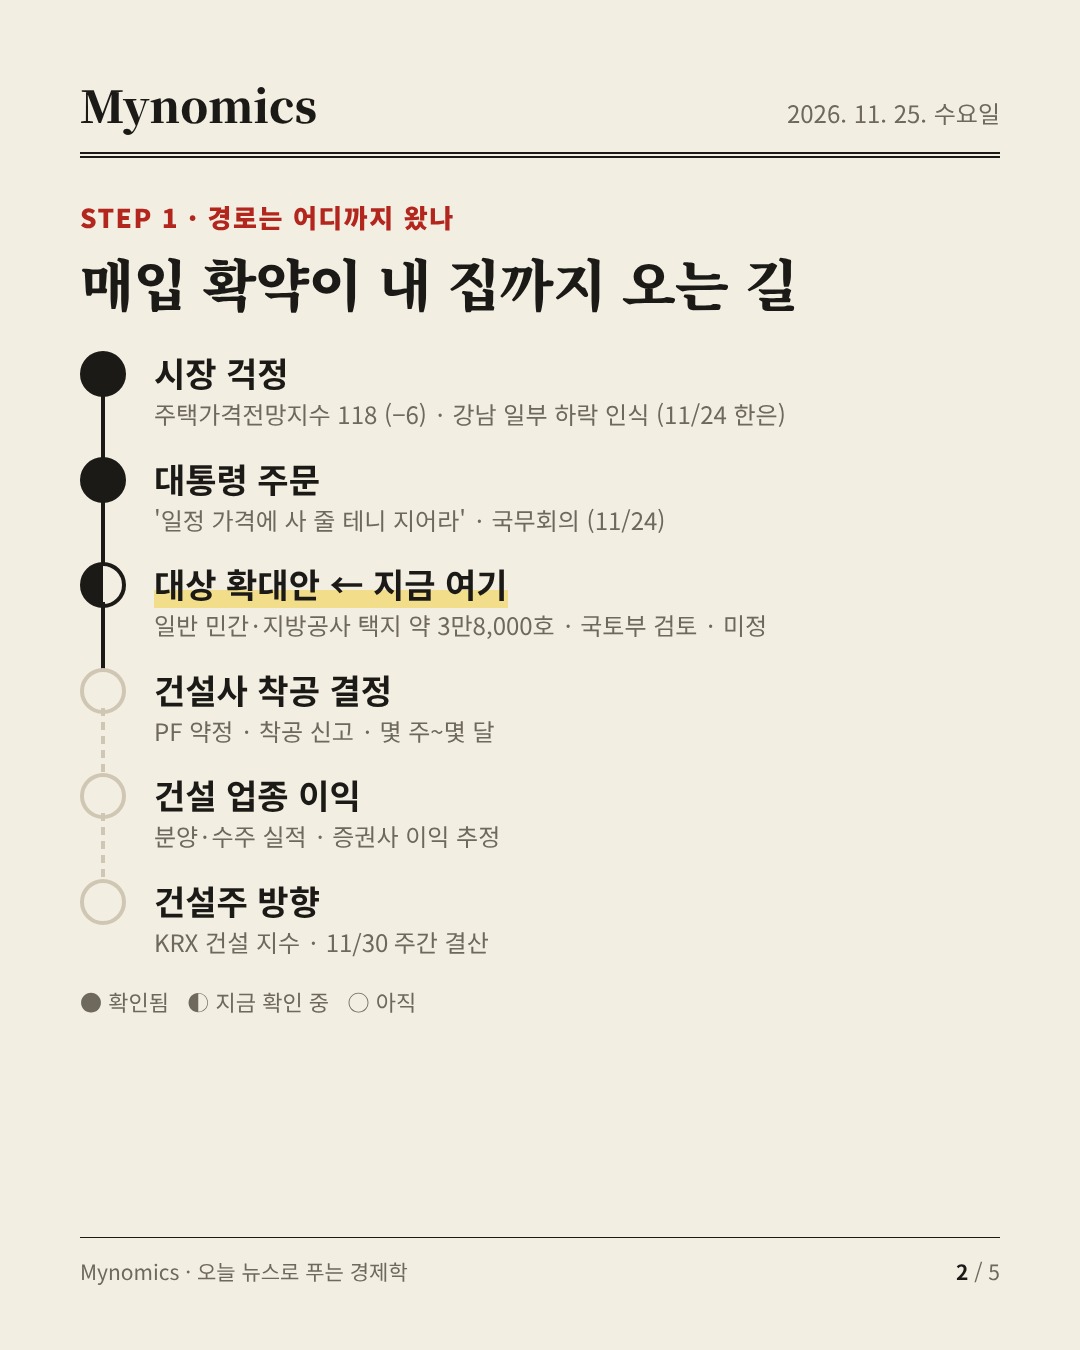 Mynomics
2026. 11. 25. 수요일
STEP 1 · 경로는 어디까지 왔나
매입 확약이 내 집까지 오는 길
시장 걱정
주택가격전망지수 118 (−6) · 강남 일부 하락 인식 (11/24 한은)
대통령 주문
'일정 가격에 사 줄 테니 지어라' · 국무회의 (11/24)
대상 확대안 ← 지금 여기
일반 민간·지방공사 택지 약 3만8,000호 · 국토부 검토 · 미정
건설사 착공 결정
PF 약정 · 착공 신고 · 몇 주~몇 달
건설 업종 이익
분양·수주 실적 · 증권사 이익 추정
건설주 방향
KRX 건설 지수 · 11/30 주간 결산
● 확인됨 ◐ 지금 확인 중 ○ 아직
Mynomics · 오늘 뉴스로 푸는 경제학
2 / 5